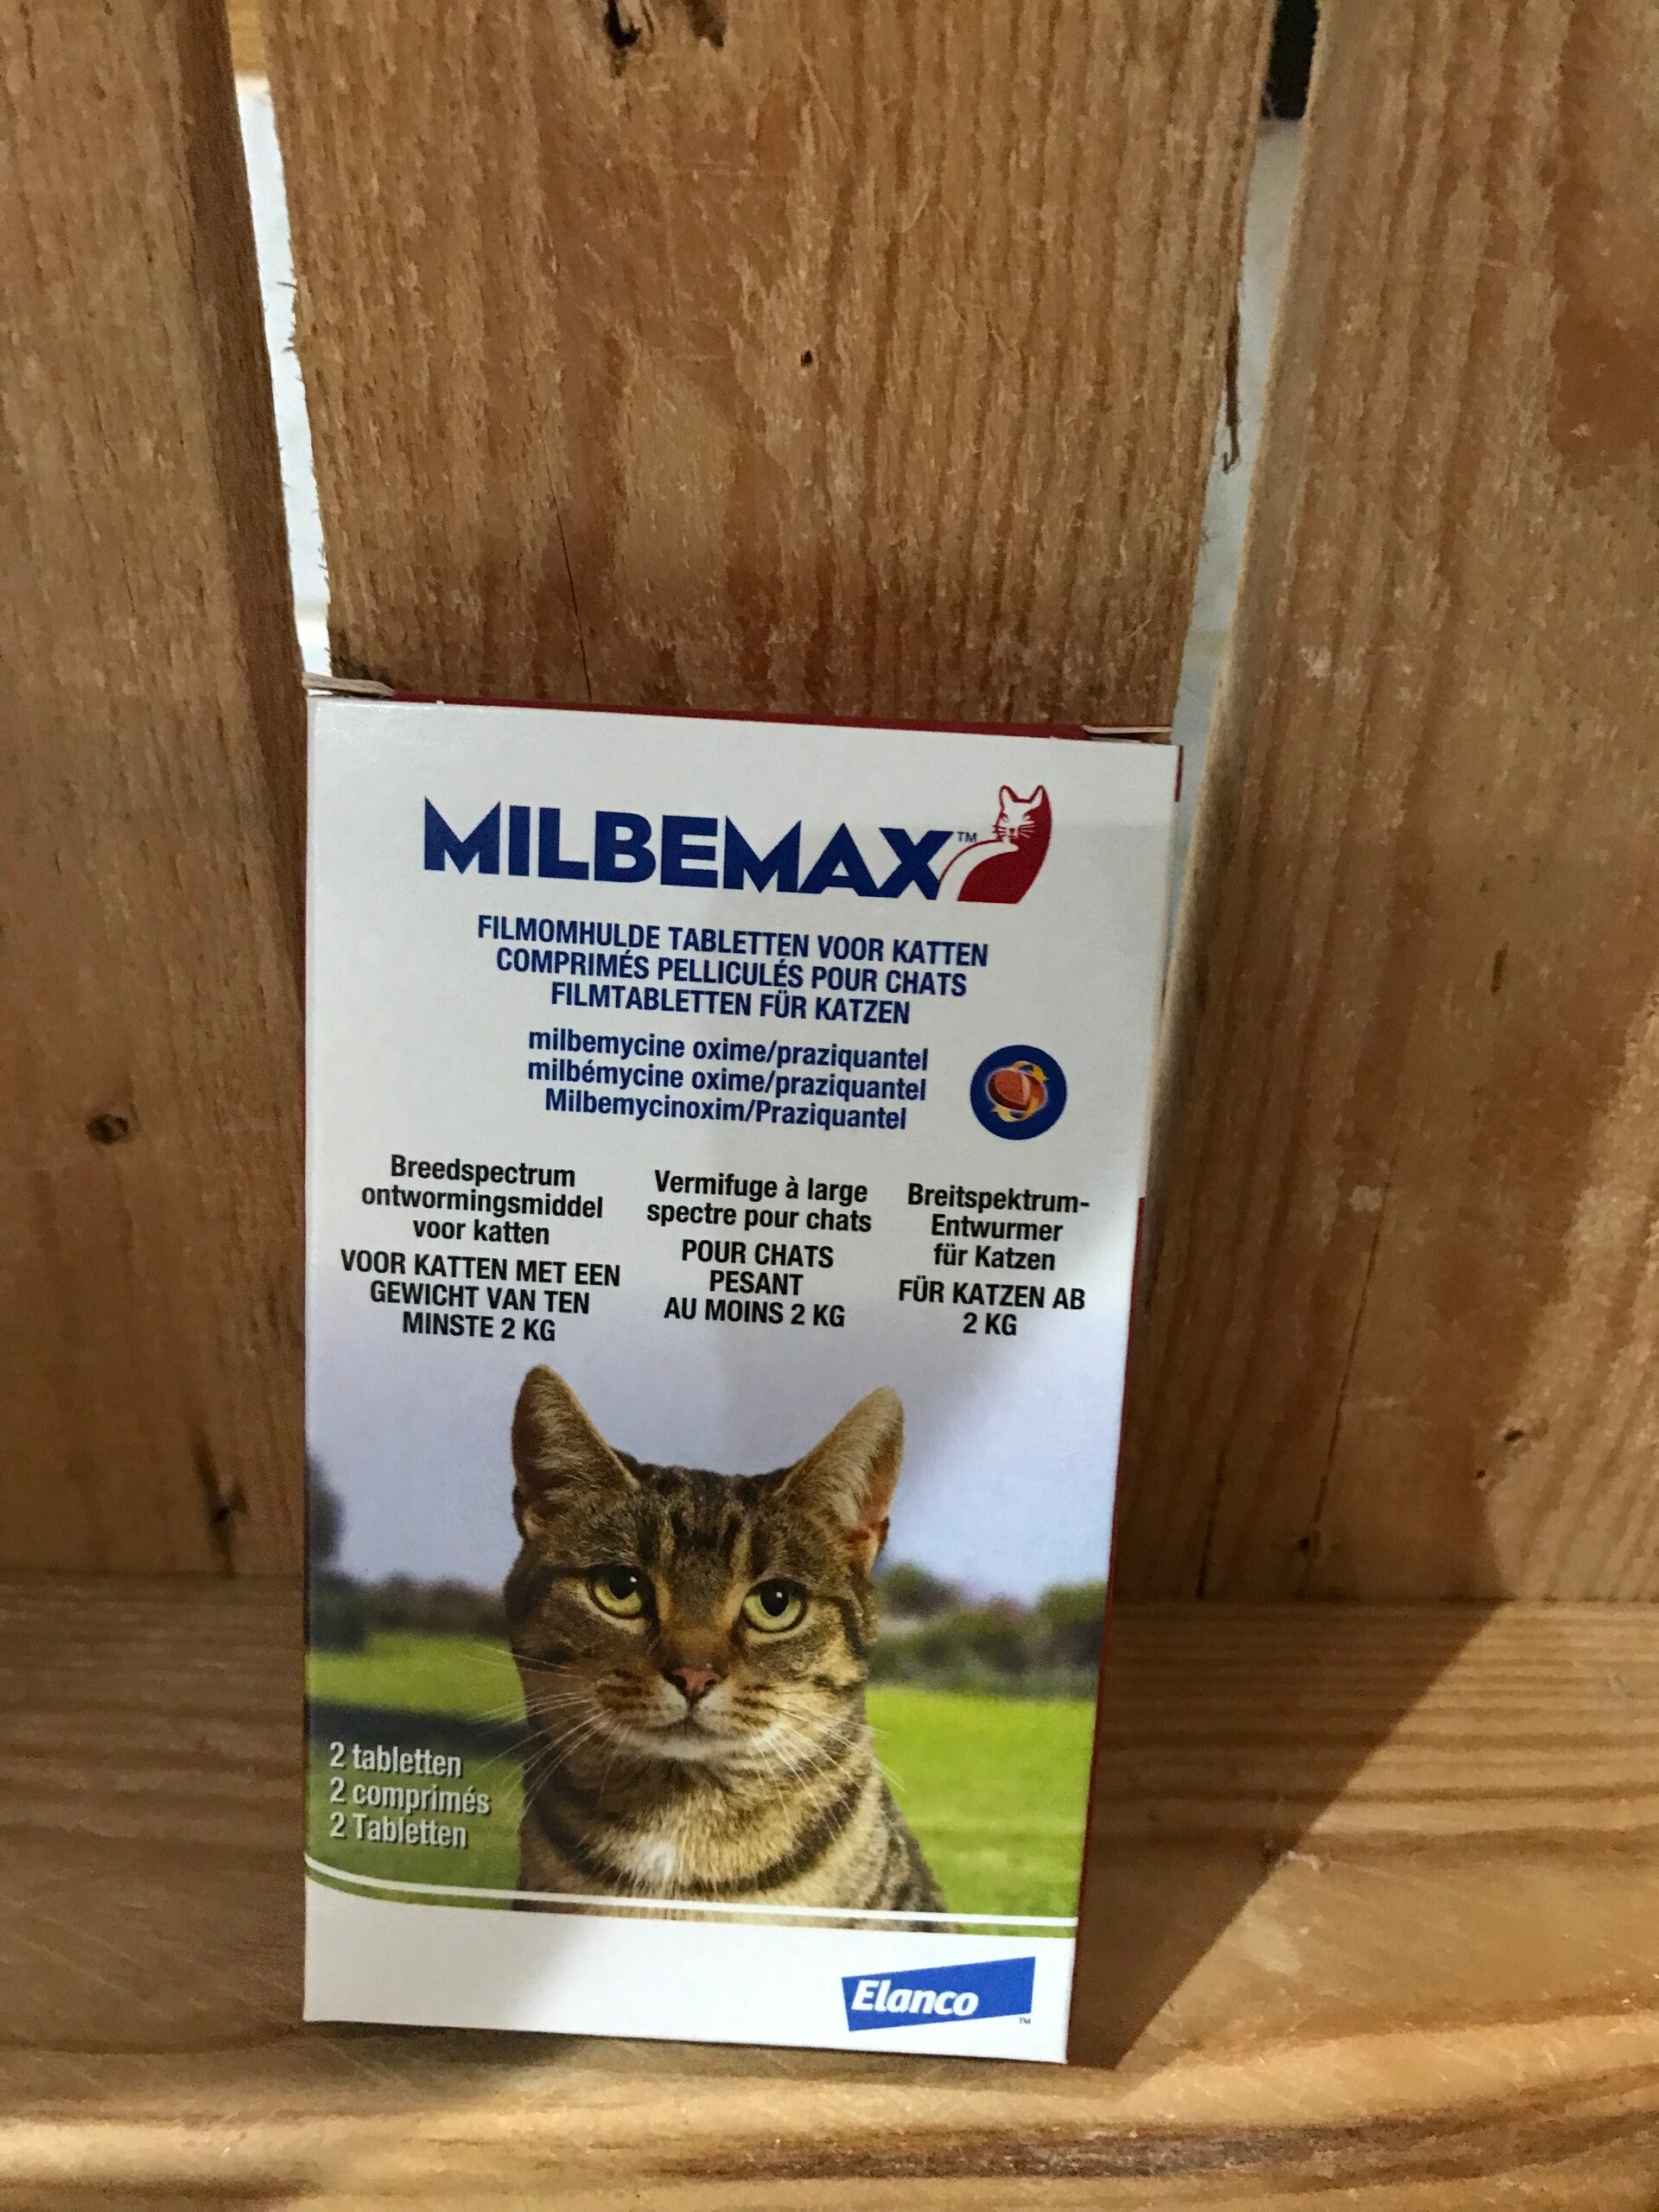 MILBEMAX™
FILMOMHULDE TABLETTEN VOOR KATTEN
COMPRIMÉS PELLICULÉS POUR CHATS
FILMTABLETTEN FÜR KATZEN
milbemycine oxime/praziquantel
milbémycine oxime/praziquantel
Milbemycinoxim/Praziquantel
Breedspectrum
ontwormingsmiddel
voor katten
VOOR KATTEN MET EEN
GEWICHT VAN TEN
MINSTE 2 KG
Vermifuge à large
spectre pour chats
POUR CHATS
PESANT
AU MOINS 2 KG
Breitspektrum-
Entwurmer
für Katzen
FÜR KATZEN AB
2 KG
2 tabletten
2 comprimés
2 Tabletten
Elanco™